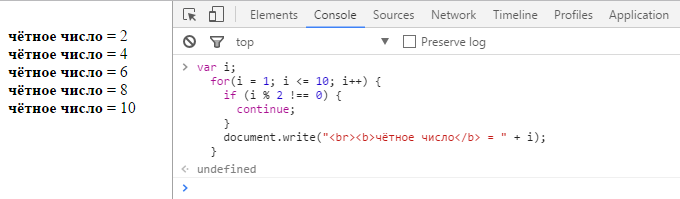 чётное число = 2
чётное число = 4
чётное число = 6
чётное число = 8
чётное число = 10
Elements Console Sources Network Timeline Profiles Application
top Preserve log
var i;
for(i = 1; i <= 10; i++) {
if (i % 2 !== 0) {
continue;
}
document.write("<br><b>чётное число</b> = " + i);
}
undefined